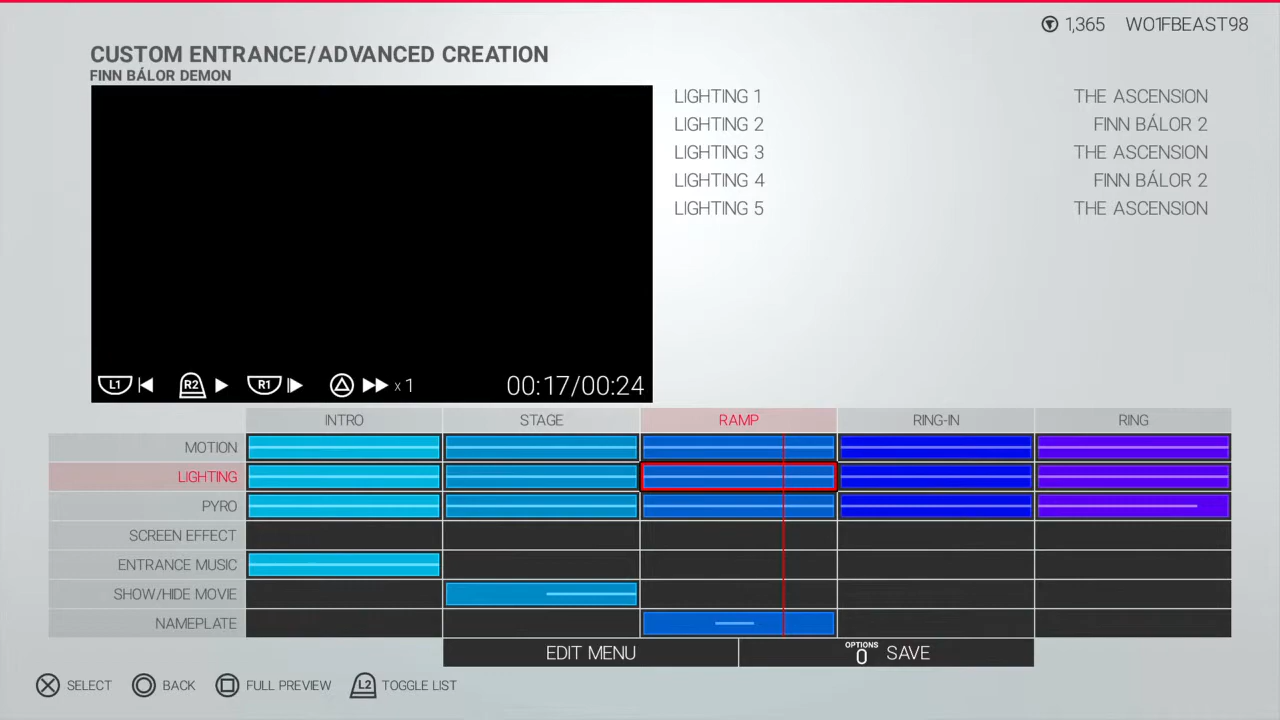 1,365 WO1FBEAST98
CUSTOM ENTRANCE/ADVANCED CREATION
FINN BÁLOR DEMON
LIGHTING 1 THE ASCENSION
LIGHTING 2 FINN BÁLOR 2
LIGHTING 3 THE ASCENSION
LIGHTING 4 FINN BÁLOR 2
LIGHTING 5 THE ASCENSION
L1 R2 R1 x 1 00:17/00:24
INTRO STAGE RAMP RING-IN RING
MOTION
LIGHTING
PYRO
SCREEN EFFECT
ENTRANCE MUSIC
SHOW/HIDE MOVIE
NAMEPLATE
EDIT MENU OPTIONS SAVE
SELECT BACK FULL PREVIEW L2 TOGGLE LIST